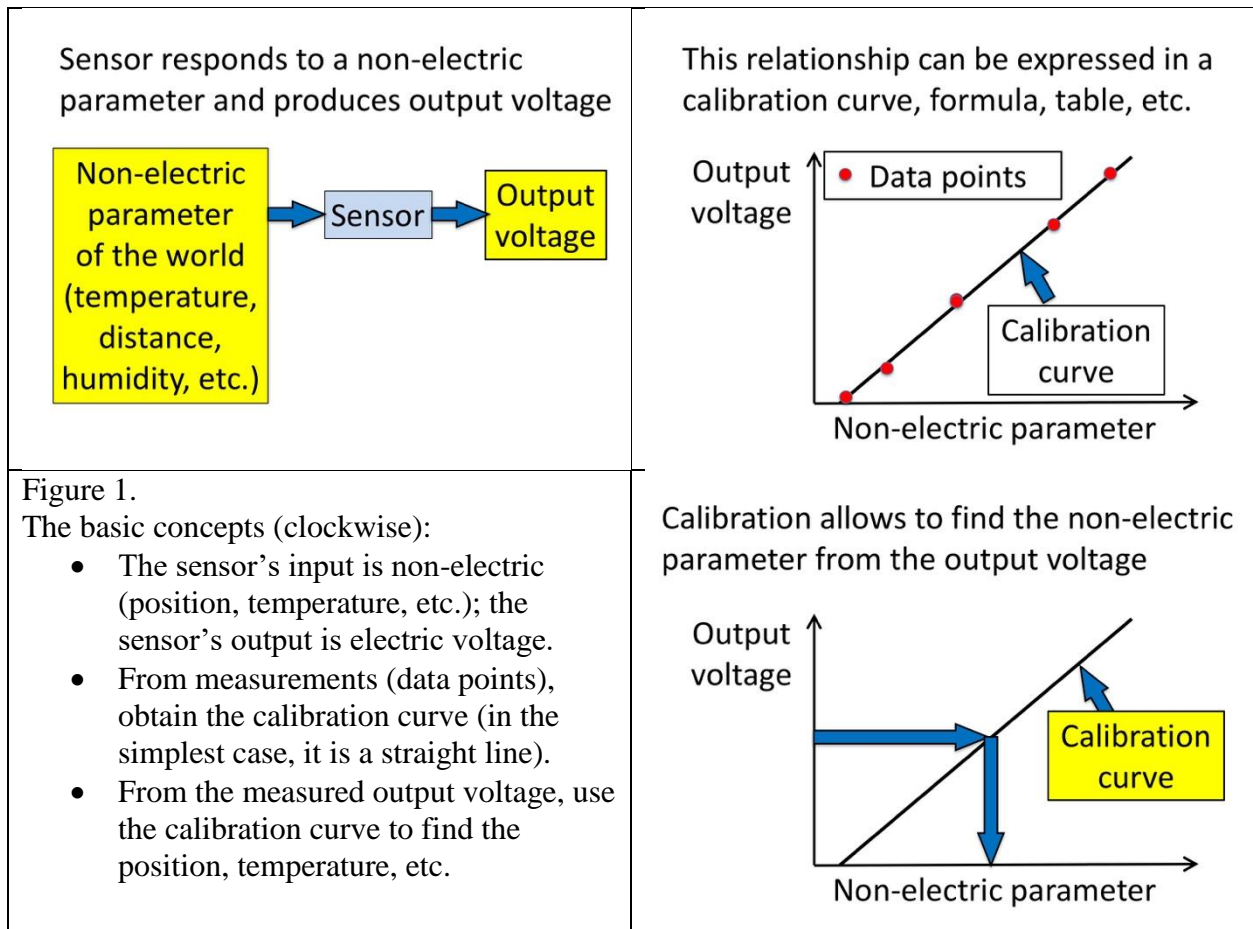 Sensor responds to a non-electric
parameter and produces output voltage
Non-electric
parameter
of the world
(temperature,
distance,
humidity, etc.)
Sensor
Output
voltage
This relationship can be expressed in a
calibration curve, formula, table, etc.
Output
voltage
Data points
Calibration
curve
Non-electric parameter
Figure 1.
The basic concepts (clockwise):
• The sensor’s input is non-electric
(position, temperature, etc.); the
sensor’s output is electric voltage.
• From measurements (data points),
obtain the calibration curve (in the
simplest case, it is a straight line).
• From the measured output voltage, use
the calibration curve to find the
position, temperature, etc.
Calibration allows to find the non-electric
parameter from the output voltage
Output
voltage
Calibration
curve
Non-electric parameter